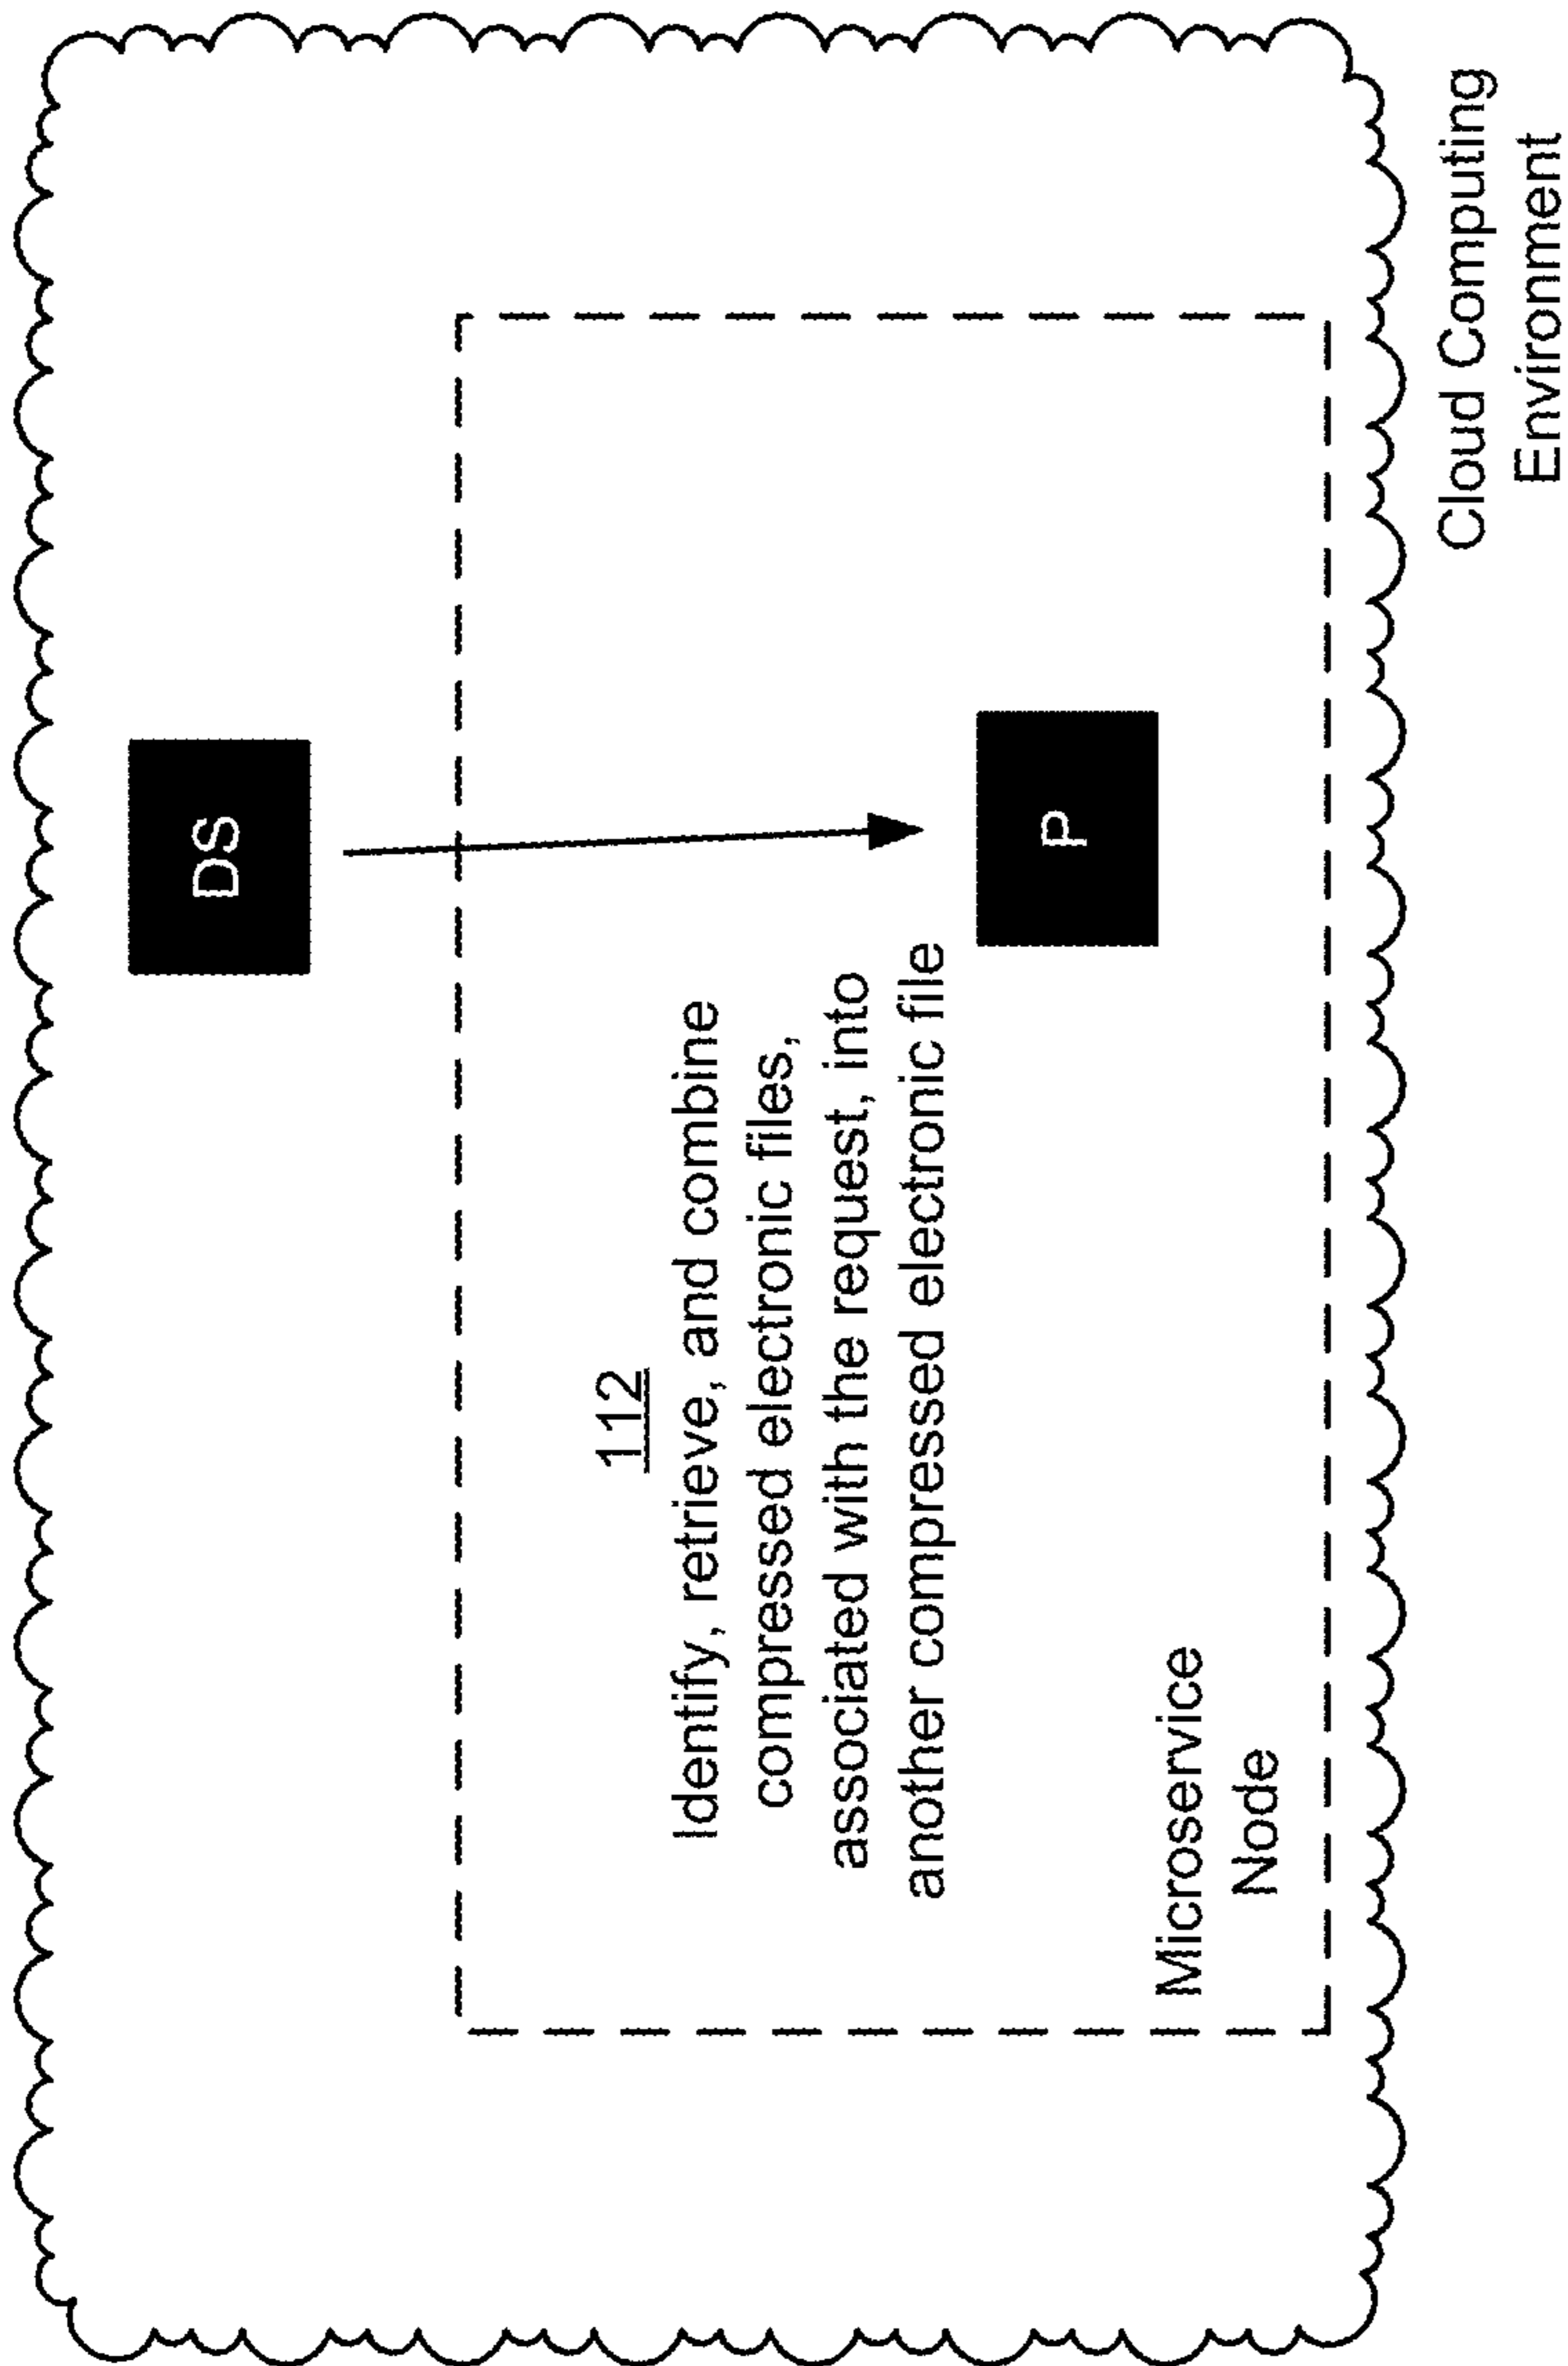 DS
112
Identify, retrieve, and combine
compressed electronic files,
associated with the request, into
another compressed electronic file
P
Microservice
Node
Cloud Computing
Environment